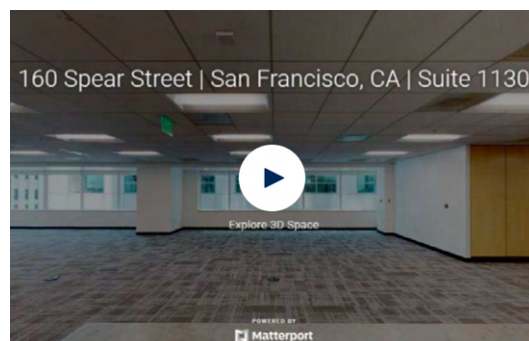 160 Spear Street | San Francisco, CA | Suite 1130
Explore 3D Space
POWERED BY
Matterport